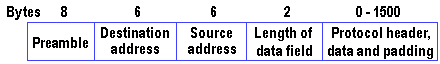 Bytes 8 6 6 2 0 - 1500
Preamble
Destination
address
Source
address
Length of
data field
Protocol header,
data and padding